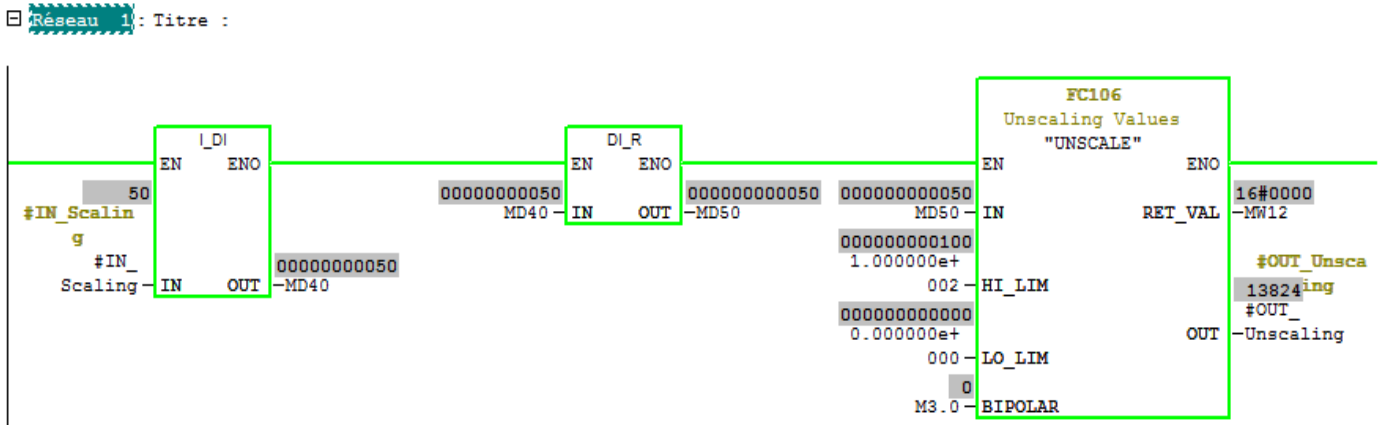 Réseau 1: Titre :
I_DI
EN ENO
50
#IN_Scalin
g
#IN_
Scaling IN OUT MD40
00000000050
DI_R
EN ENO
00000000050 000000000050
MD40 IN OUT MD50
FC106
Unscaling Values
"UNSCALE"
EN ENO
000000000050 16#0000
MD50 IN RET_VAL MW12
000000000100
1.000000e+
002 HI_LIM
000000000000
0.000000e+
000 LO_LIM
0
M3.0 BIPOLAR
#OUT_Unsca
13824 ing
#OUT_
OUT Unscaling